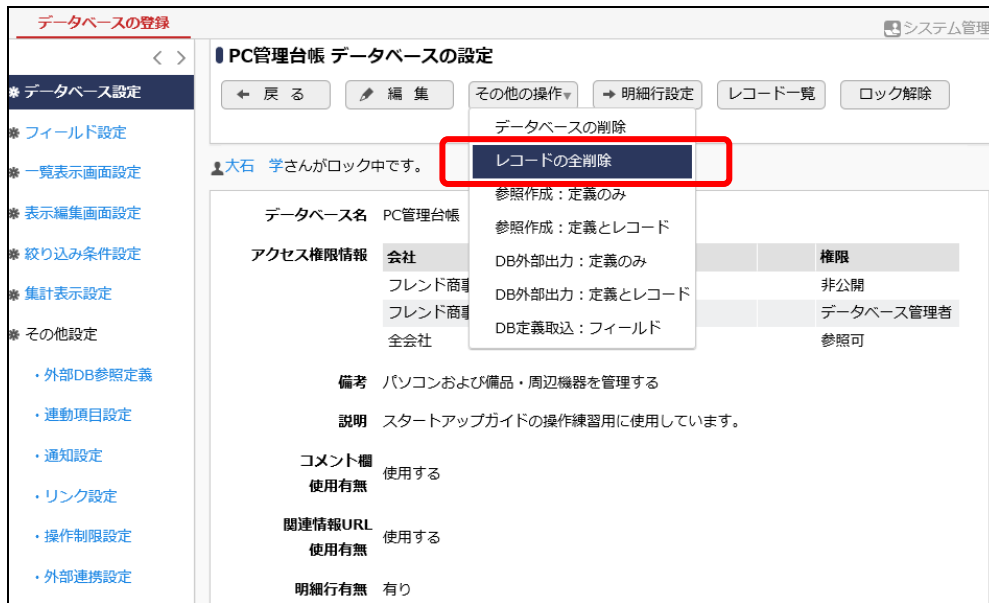 データベースの登録
システム管理
< >
PC管理台帳 データベースの設定
データベース設定
← 戻 る
編 集
その他の操作▼
→ 明細行設定
レコード一覧
ロック解除
データベースの削除
レコードの全削除
参照作成：定義のみ
参照作成：定義とレコード
DB外部出力：定義のみ
DB外部出力：定義とレコード
DB定義取込：フィールド
フィールド設定
一覧表示画面設定
表示編集画面設定
絞り込み条件設定
集計表示設定
その他設定
・外部DB参照定義
・連動項目設定
・通知設定
・リンク設定
・操作制限設定
・外部連携設定
大石 学さんがロック中です。
データベース名 PC管理台帳
アクセス権限情報 会社 権限
フレンド商事 非公開
フレンド商事 データベース管理者
全会社 参照可
備考 パソコンおよび備品・周辺機器を管理する
説明 スタートアップガイドの操作練習用に使用しています。
コメント欄
使用有無 使用する
関連情報URL
使用有無 使用する
明細行有無 有り